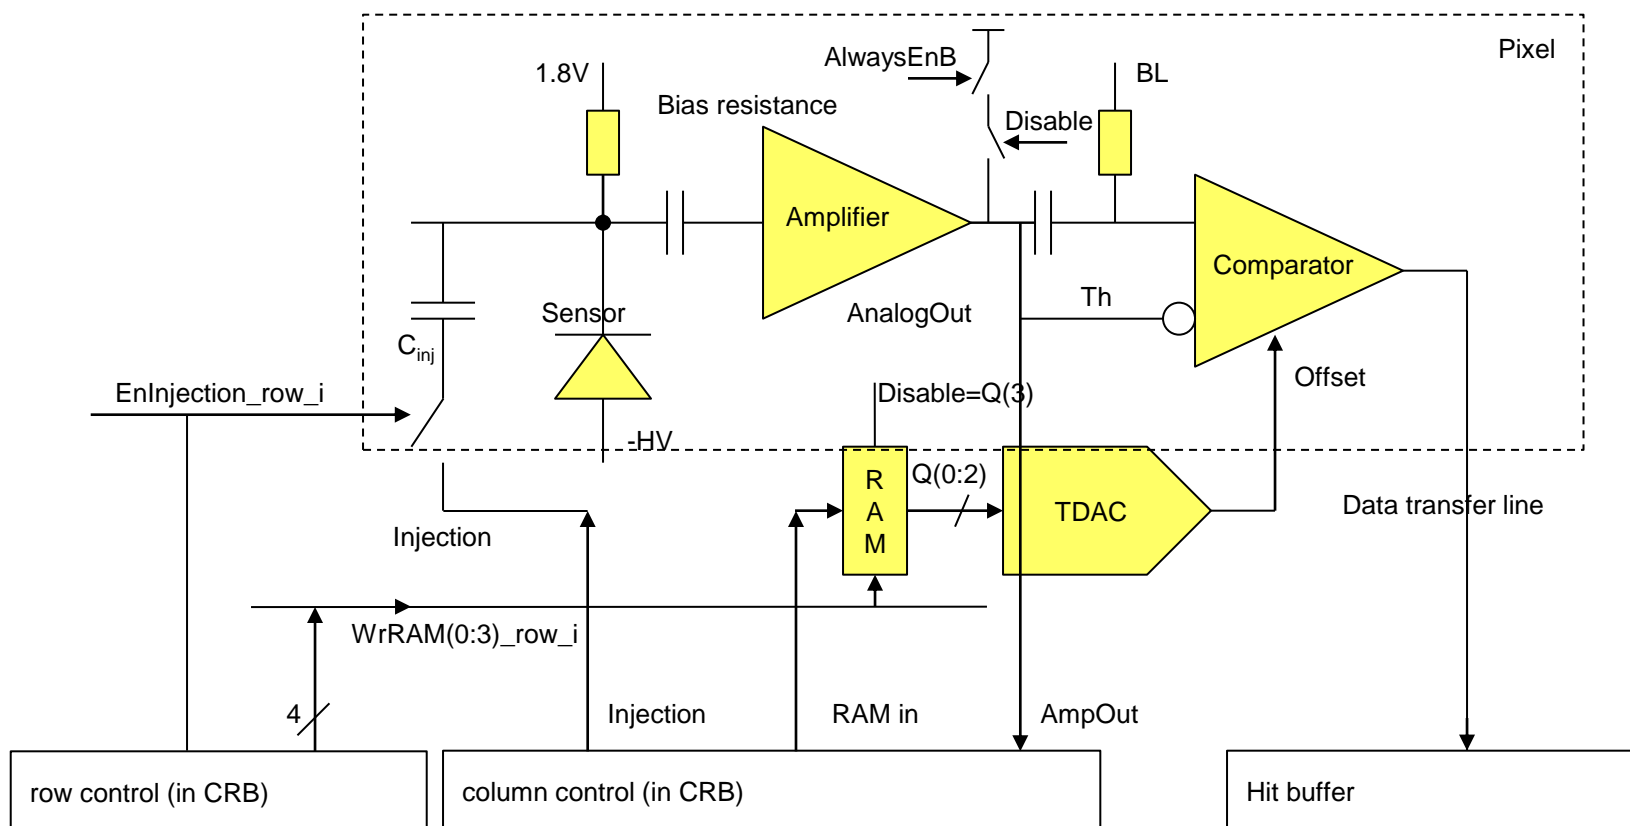 Pixel
AlwaysEnB
1.8V
BL
Bias resistance
Disable
Amplifier
Comparator
Th
Sensor
AnalogOut
Cinj
Offset
EnInjection_row_i
Disable=Q(3)
-HV
Q(0:2)
R
A
M
TDAC
Data transfer line
Injection
WrRAM(0:3)_row_i
4
Injection
RAM in
AmpOut
row control (in CRB)
column control (in CRB)
Hit buffer